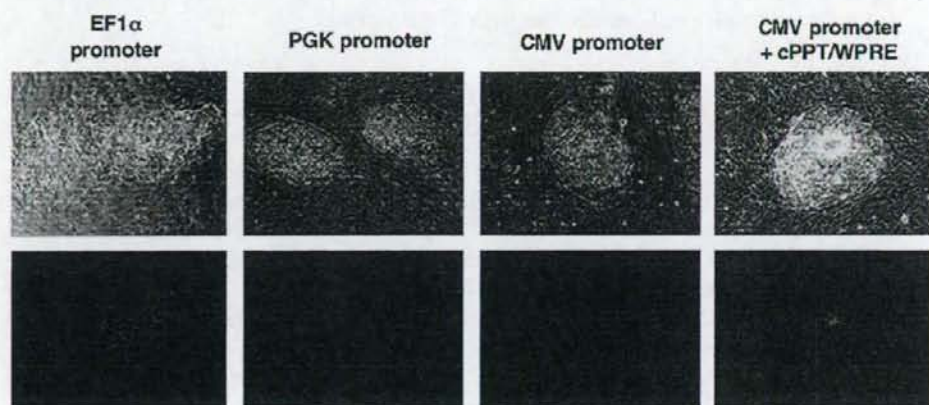 EF1α
promoter
PGK promoter
CMV promoter
CMV promoter
+ cPPT/WPRE